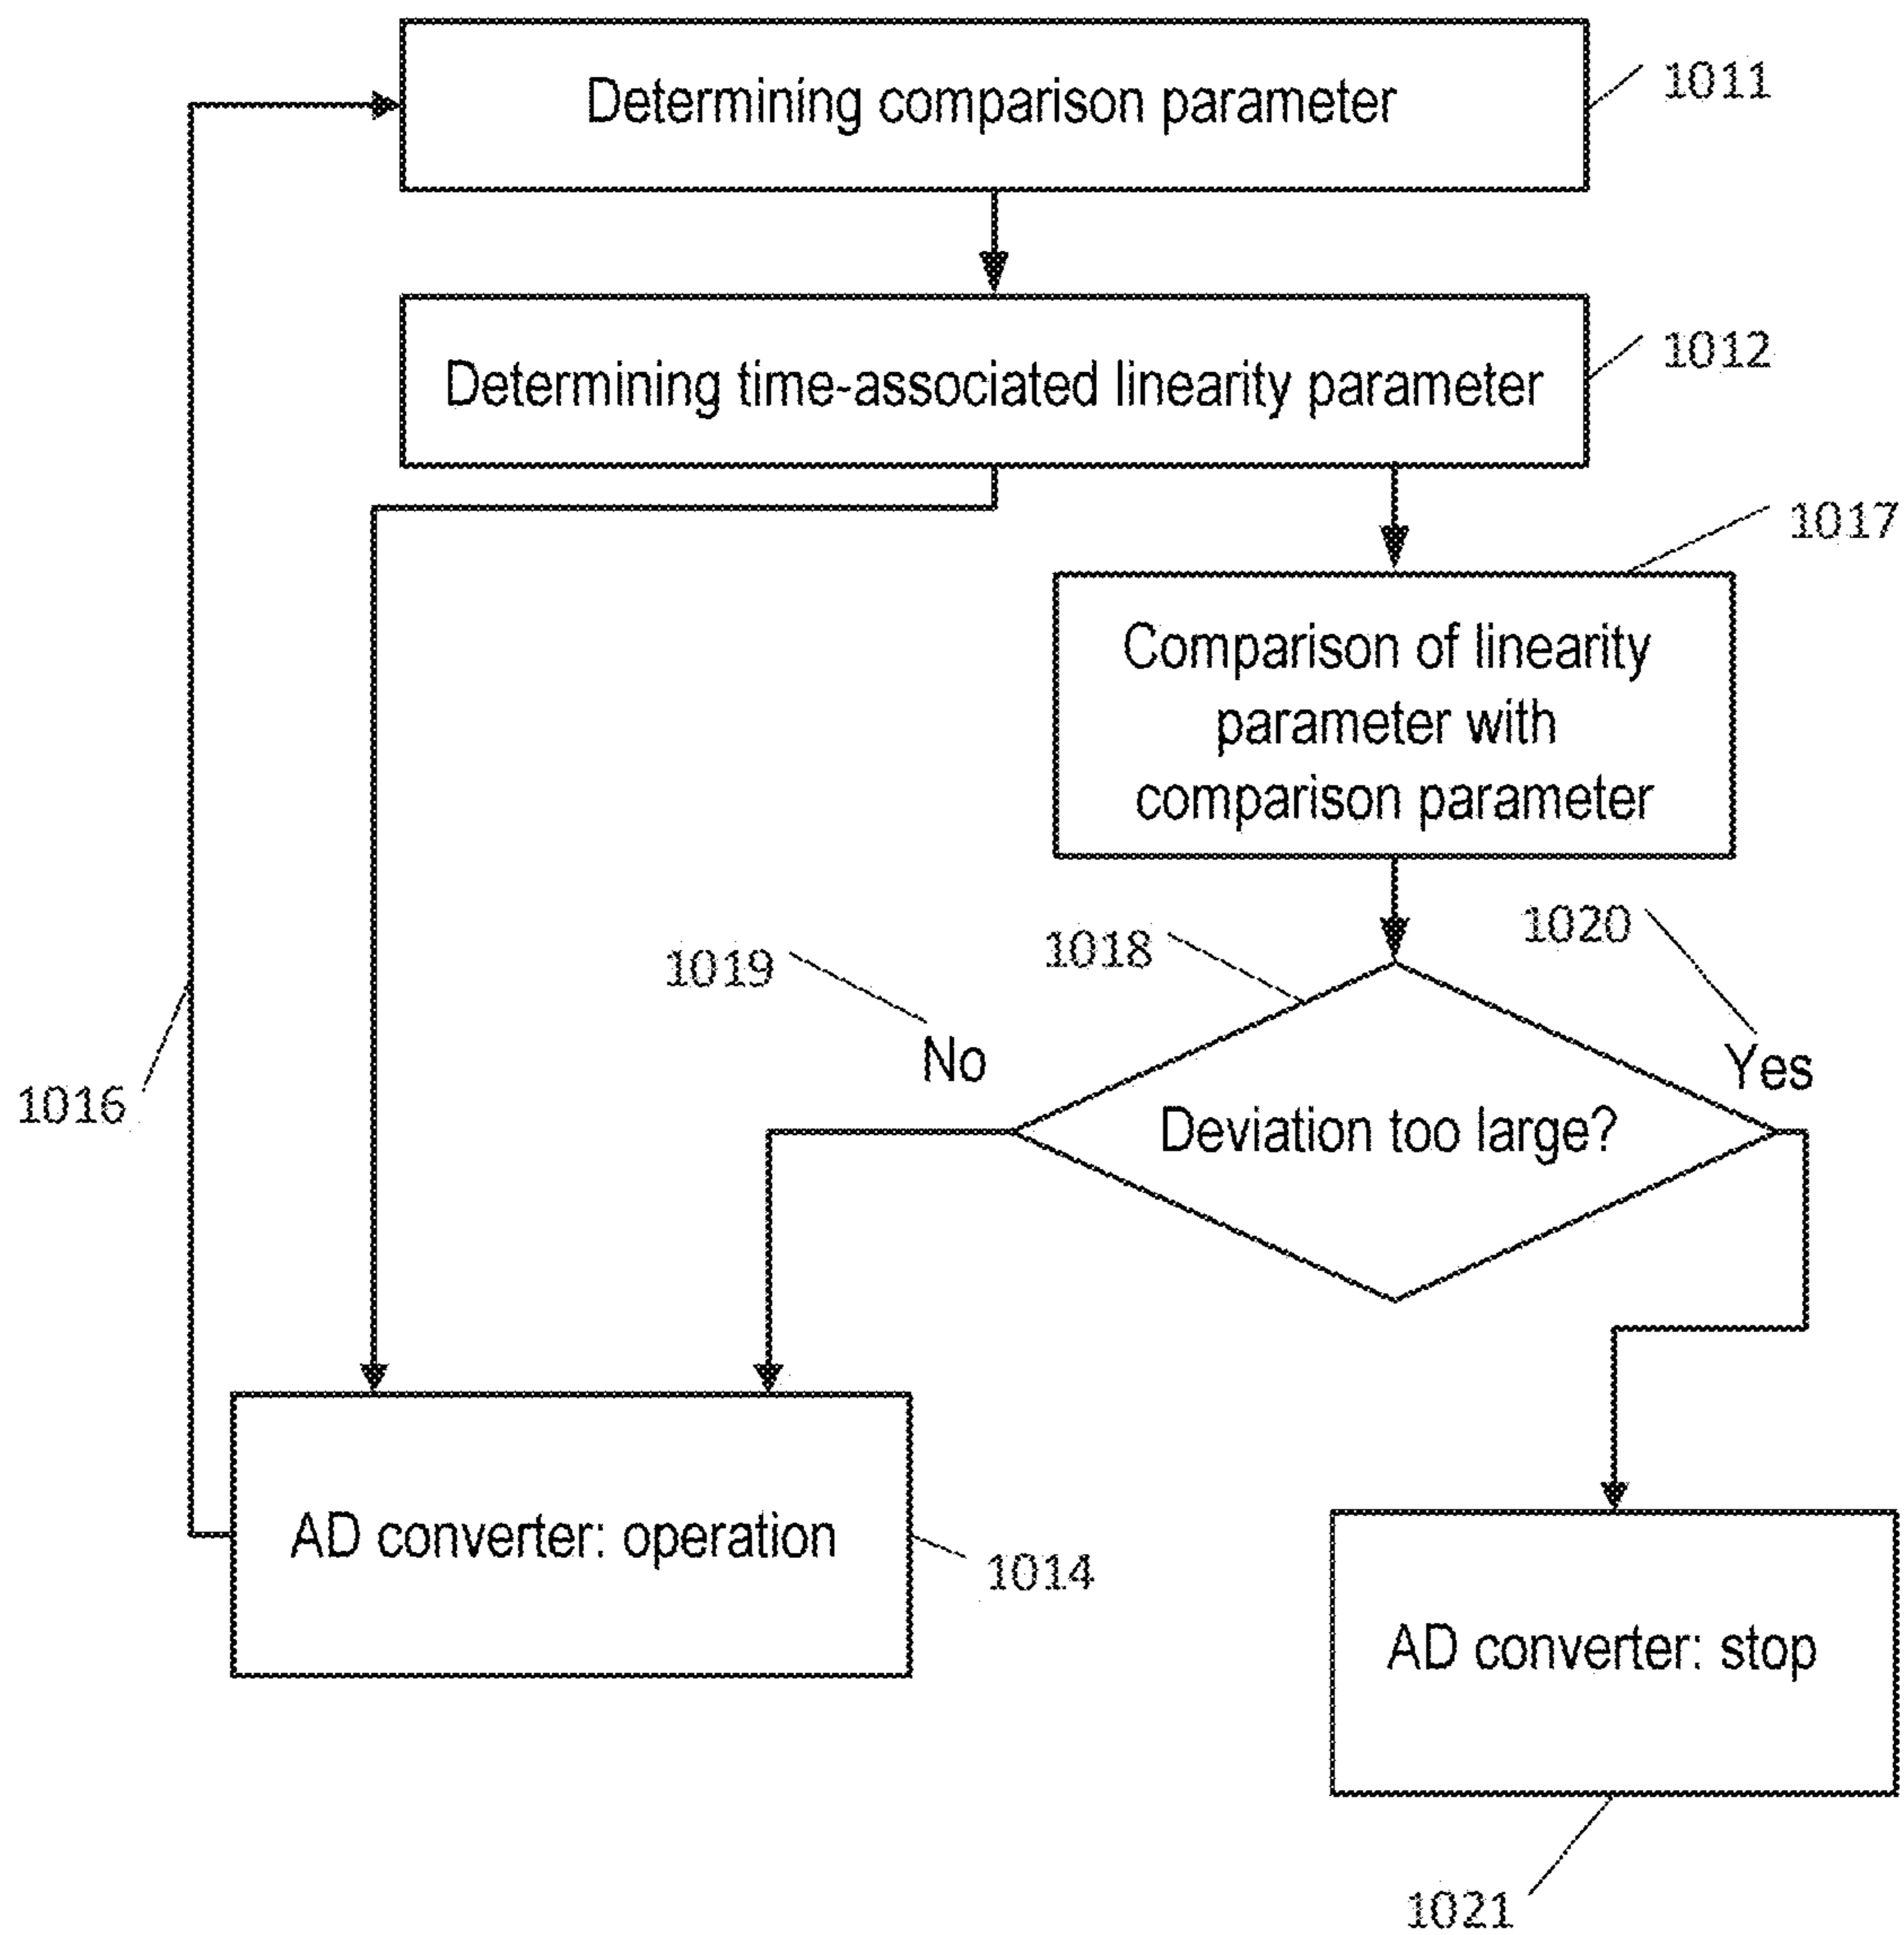 Determining comparison parameter
1011
Determining time-associated linearity parameter
1012
1017
Comparison of linearity
parameter with
comparison parameter
1020
1018
1019
No
Yes
1016
Deviation too large?
AD converter: operation
1014
AD converter: stop
1021